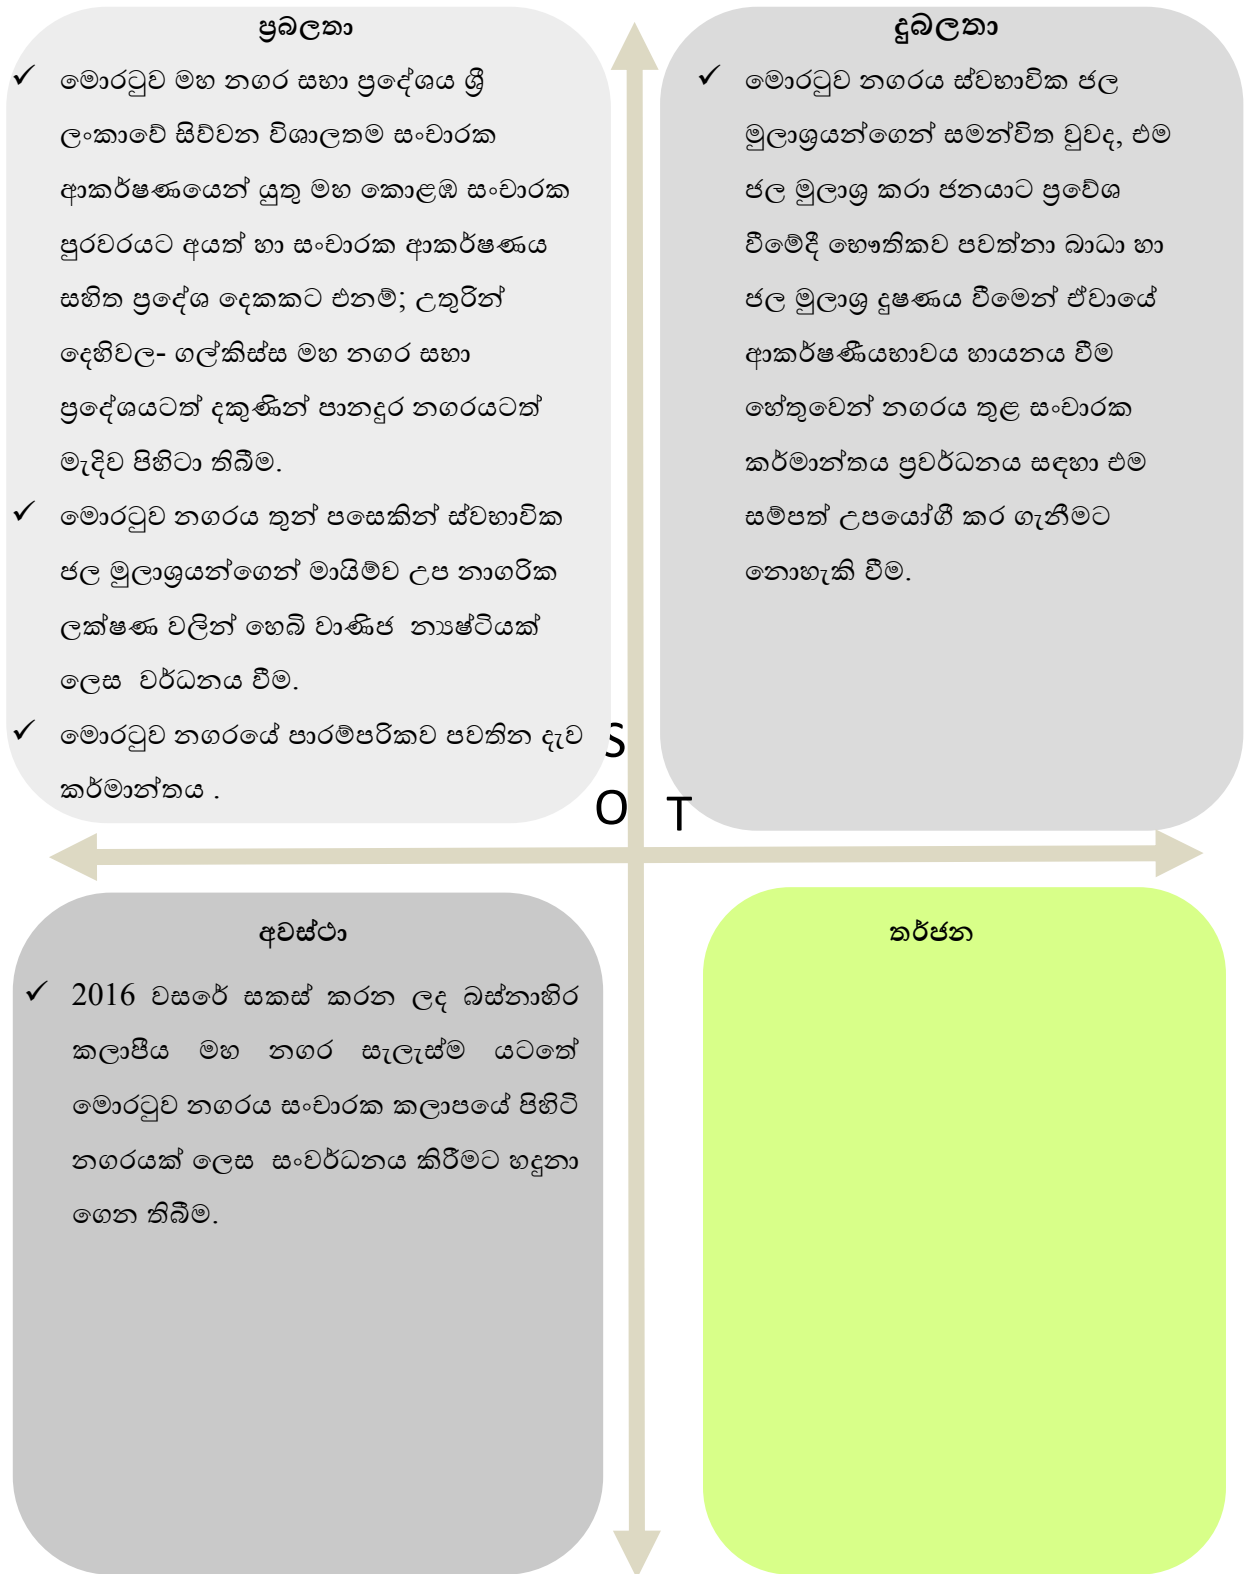 ප්‍රබලතා
✓ මොරටුව මහ නගර සභා ප්‍රදේශය ශ්‍රී
ලංකාවේ සිව්වන විශාලතම සංචාරක
ආකර්ෂණයෙන් යුතු මහ කොළඹ සංචාරක
පුරවරයට අයත් හා සංචාරක ආකර්ෂණය
සහිත ප්‍රදේශ දෙකකට එනම්; උතුරින්
දෙහිවල- ගල්කිස්ස මහ නගර සභා
ප්‍රදේශයටත් දකුණින් පානදුර නගරයටත්
මැදිව පිහිටා තිබීම.
✓ මොරටුව නගරය තුන් පසෙකින් ස්වභාවික
ජල මුලාශ්‍රයන්ගෙන් මායිම්ව උප නාගරික
ලක්ෂණ වලින් හෙබි වාණිජ න්‍යෂ්ටියක්
ලෙස වර්ධනය වීම.
✓ මොරටුව නගරයේ පාරම්පරිකව පවතින දැව
කර්මාන්තය .
දුබලතා
✓ මොරටුව නගරය ස්වභාවික ජල
මුලාශ්‍රයන්ගෙන් සමන්විත වුවද, එම
ජල මුලාශ්‍ර කරා ජනයාට ප්‍රවේශ
වීමේදී භෞතිකව පවත්නා බාධා හා
ජල මුලාශ්‍ර දුෂණය වීමෙන් ඒවායේ
ආකර්ෂණීයභාවය හායනය වීම
හේතුවෙන් නගරය තුළ සංචාරක
කර්මාන්තය ප්‍රවර්ධනය සඳහා එම
සම්පත් උපයෝගී කර ගැනීමට
නොහැකි වීම.
S
O T
අවස්ථා
✓ 2016 වසරේ සකස් කරන ලද බස්නාහිර
කලාපීය මහ නගර සැලැස්ම යටතේ
මොරටුව නගරය සංචාරක කලාපයේ පිහිටි
නගරයක් ලෙස සංවර්ධනය කිරීමට හදුනා
ගෙන තිබීම.
තර්ජන